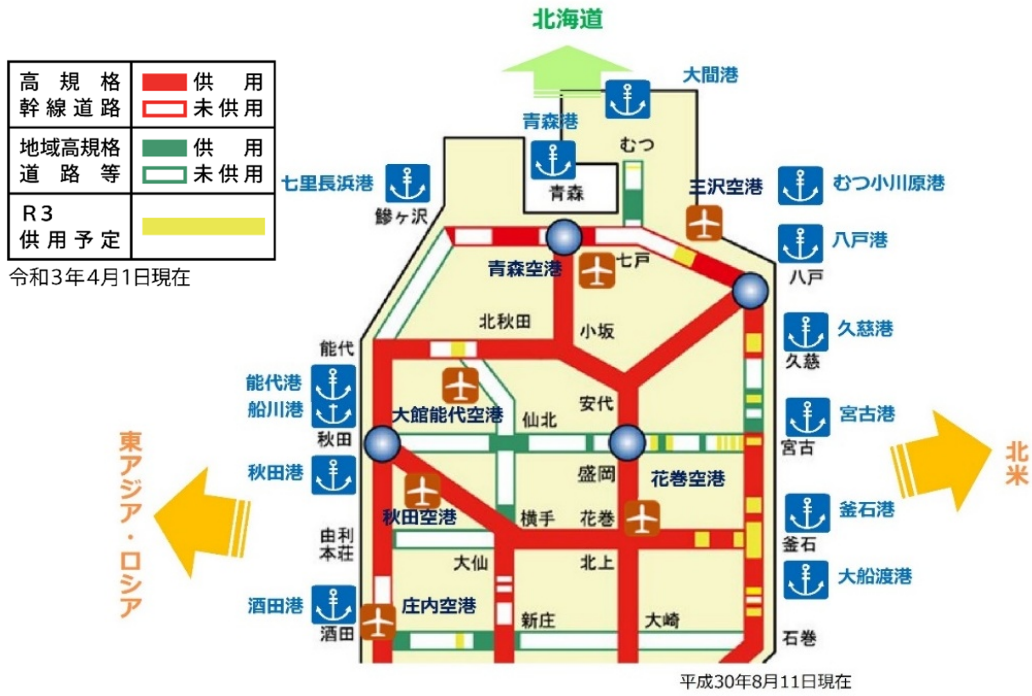 北海道
高規格
幹線道路
供用
未供用
地域高規格
道路等
供用
未供用
R3
供用予定
令和3年4月1日現在
大間港
青森港
むつ
七里長浜港
青森
三沢空港
むつ小川原港
鰺ヶ沢
八戸港
青森空港
七戸
八戸
北秋田
小坂
久慈港
能代
久慈
能代港
船川港
大館能代空港
安代
仙北
宮古港
秋田
宮古
東アジア・ロシア
北米
秋田港
盛岡
花巻空港
秋田空港
横手
花巻
釜石港
由利
本荘
釜石
大仙
北上
大船渡港
酒田港
庄内空港
酒田
新庄
大崎
石巻
平成30年8月11日現在